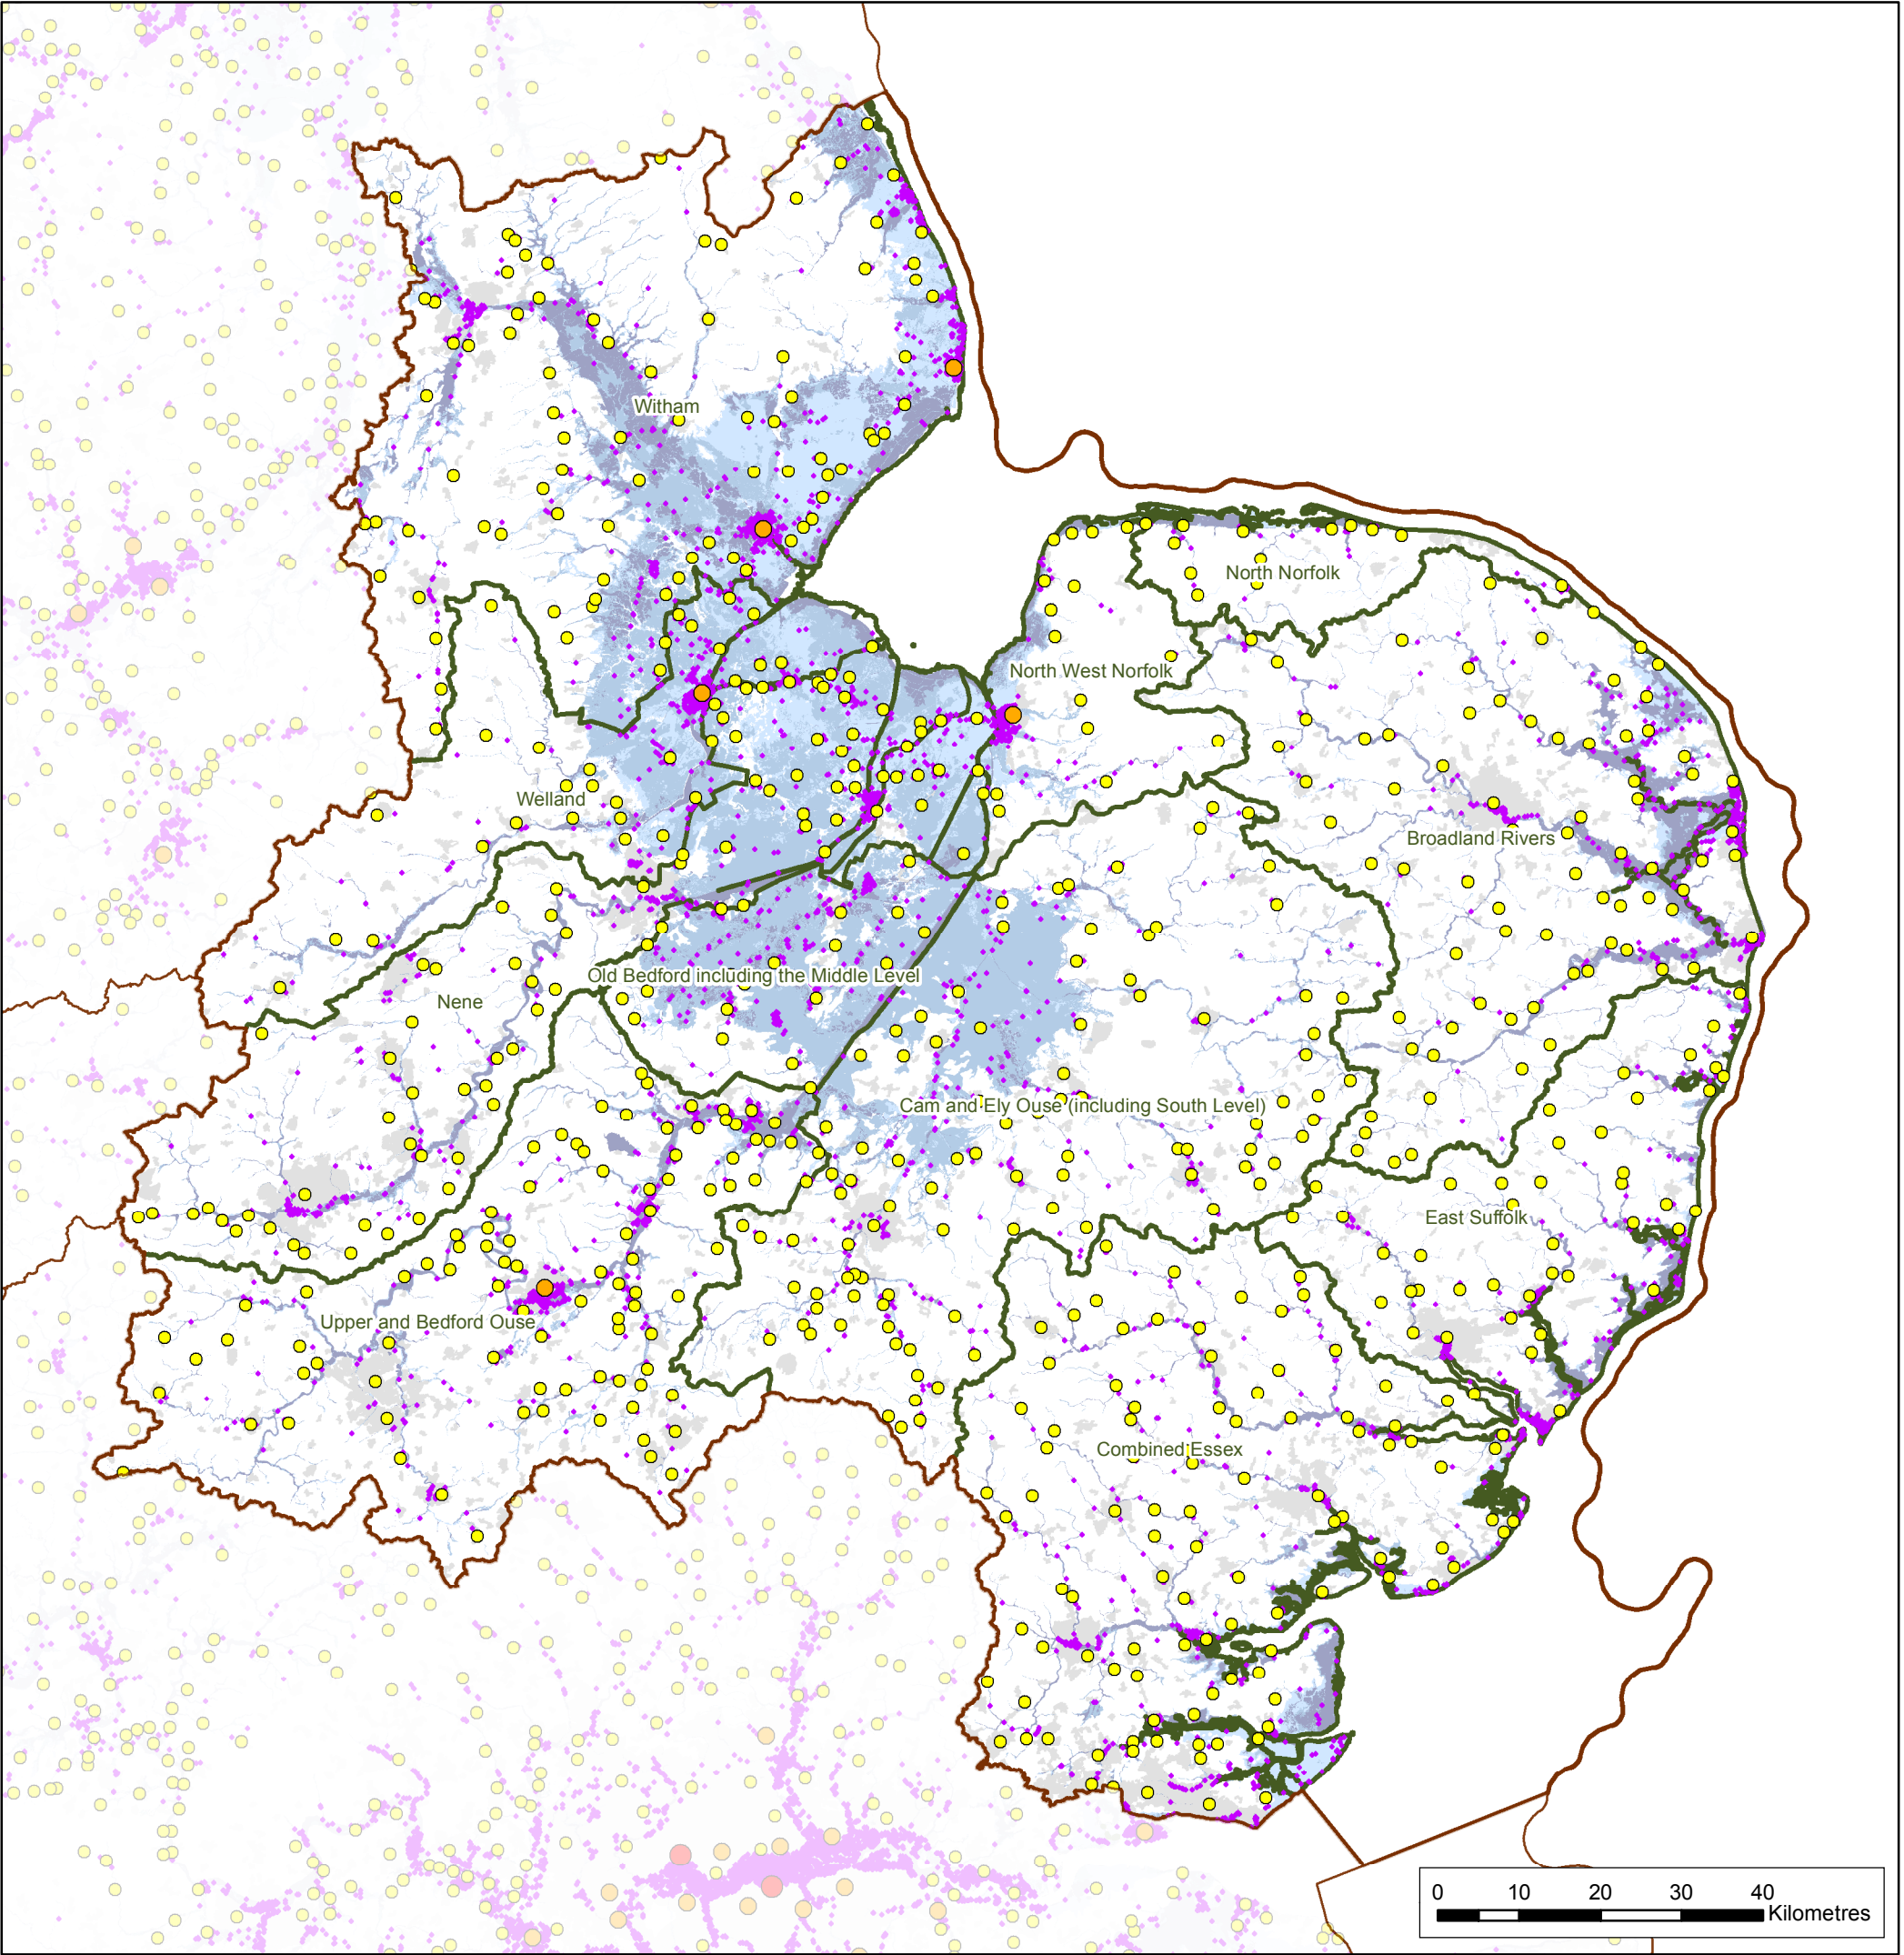 Witham
North Norfolk
North West Norfolk
Welland
Broadland Rivers
Old Bedford including the Middle Level
Nene
Cam and Ely Ouse (including South Level)
East Suffolk
Upper and Bedford Ouse
Combined Essex
0 10 20 30 40
Kilometres